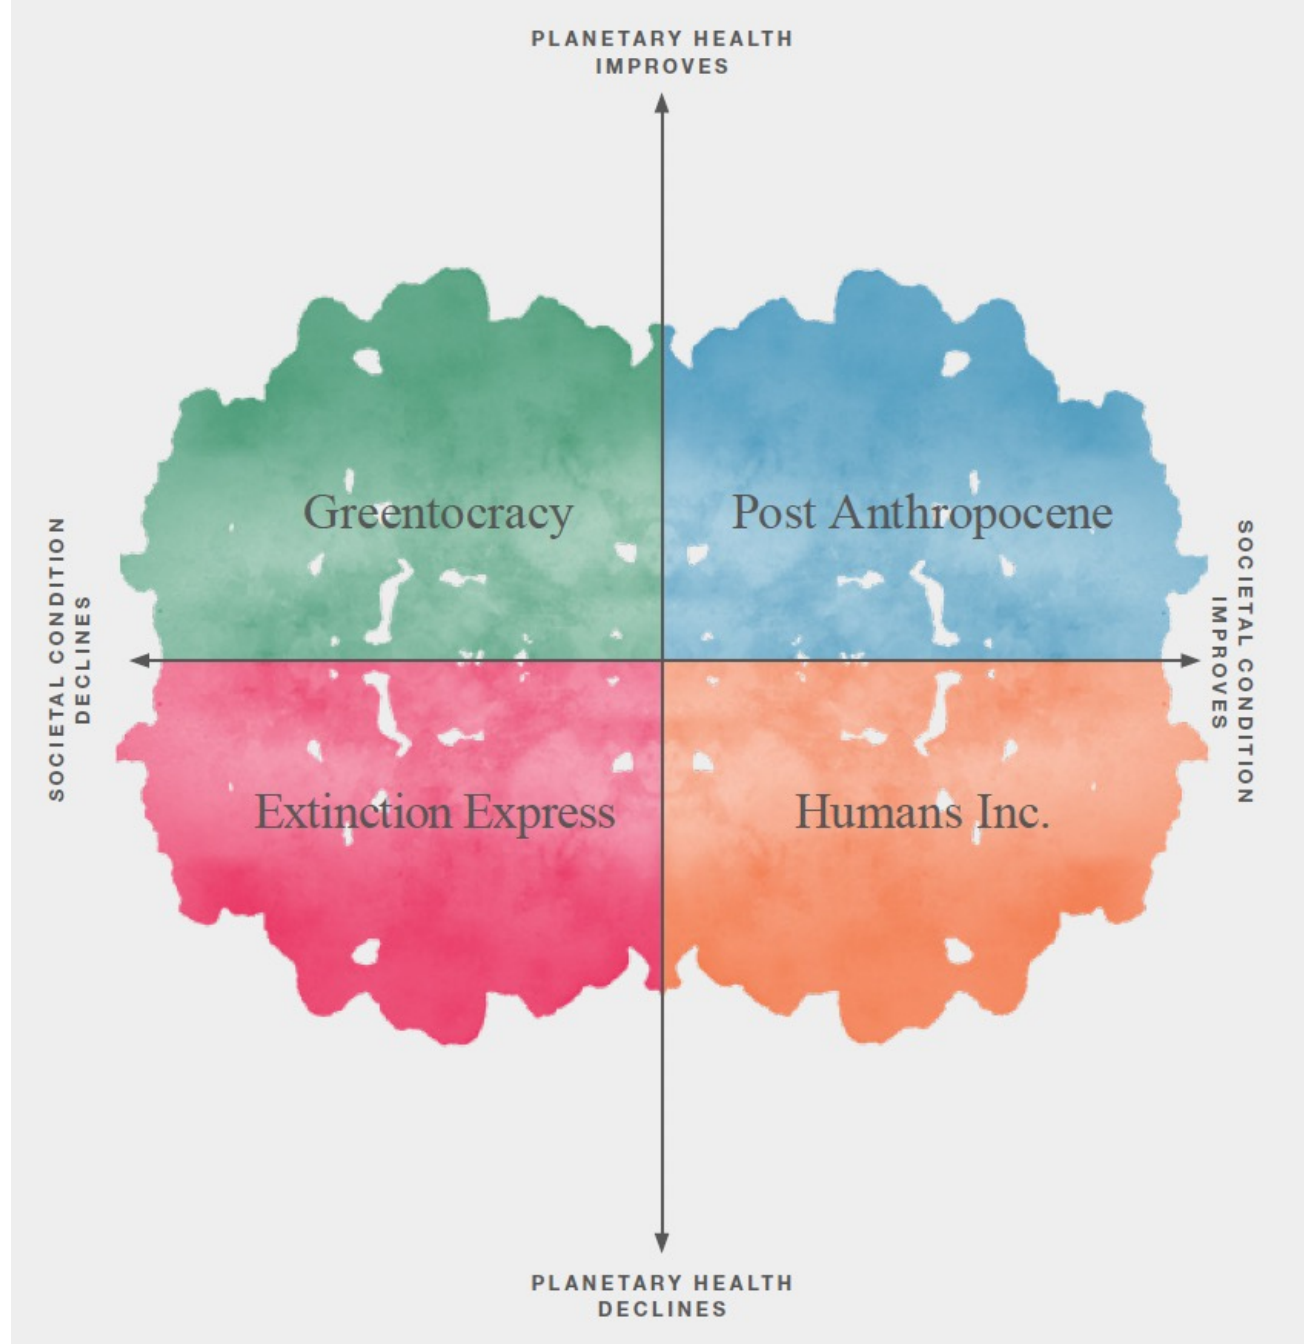 PLANETARY HEALTH
IMPROVES
Greentocracy
Post Anthropocene
SOCIETAL CONDITION
DECLINES
SOCIETAL CONDITION
IMPROVES
Extinction Express
Humans Inc.
PLANETARY HEALTH
DECLINES